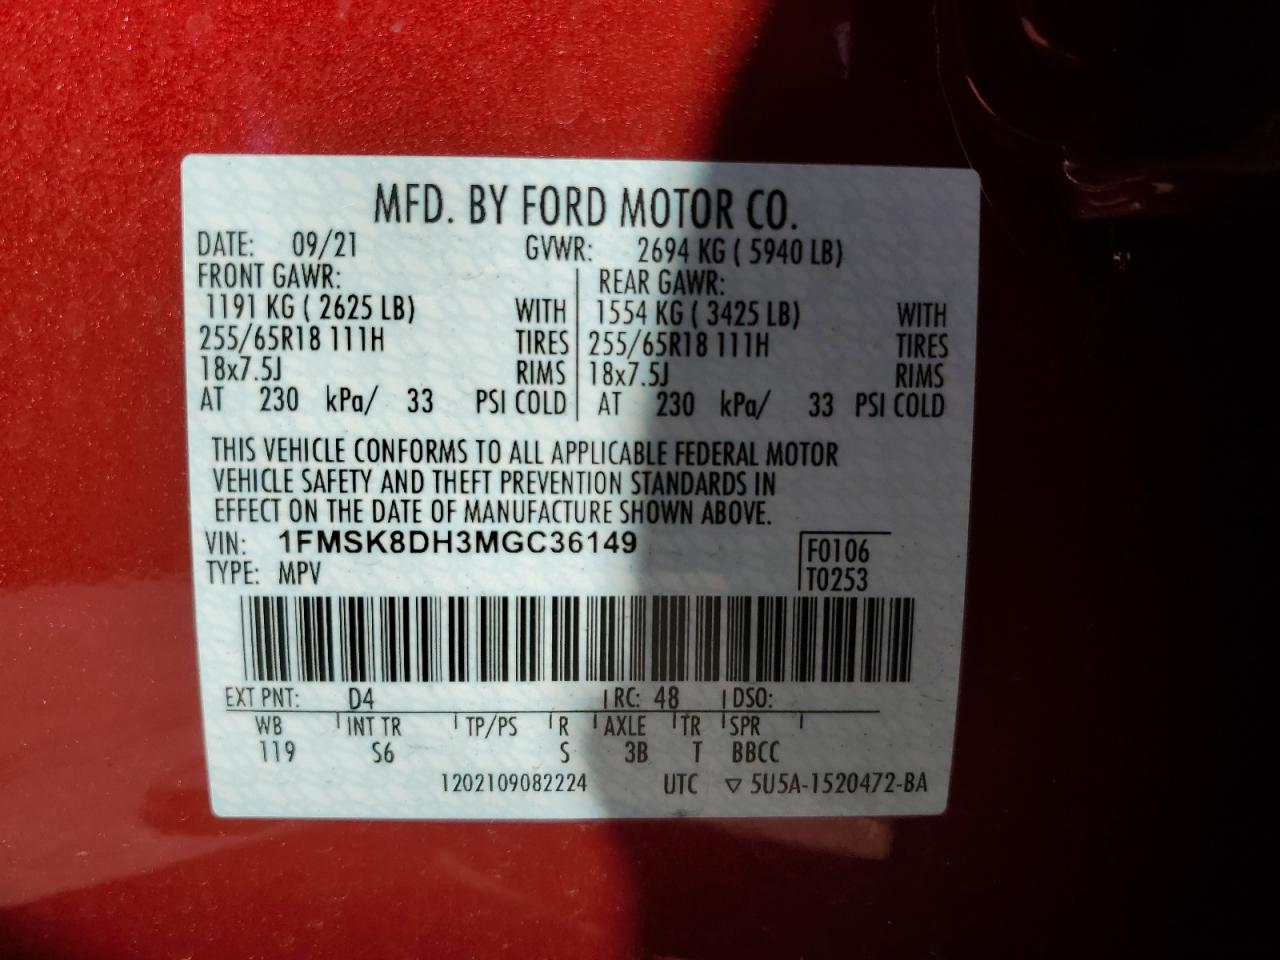 MFD. BY FORD MOTOR CO.
DATE: 09/21 GVWR: 2694 KG ( 5940 LB)
FRONT GAWR: REAR GAWR:
1191 KG ( 2625 LB) WITH 1554 KG ( 3425 LB) WITH
255/65R18 111H TIRES 255/65R18 111H TIRES
18x7.5J RIMS 18x7.5J RIMS
AT 230 kPa/ 33 PSI COLD AT 230 kPa/ 33 PSI COLD
THIS VEHICLE CONFORMS TO ALL APPLICABLE FEDERAL MOTOR
VEHICLE SAFETY AND THEFT PREVENTION STANDARDS IN
EFFECT ON THE DATE OF MANUFACTURE SHOWN ABOVE.
VIN: 1FMSK8DH3MGC36149 F0106
TYPE: MPV T0253
EXT PNT: D4 RC: 48 DSO:
WB INT TR TP/PS R AXLE TR SPR
119 S6 S 3B T BBCC
1202109082224 UTC ▽ 5U5A-1520472-BA